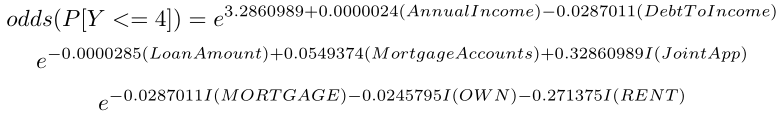 odds(P[Y <= 4]) = e^{3.2860989+0.0000024(AnnualIncome)−0.0287011(DebtToIncome)}
e^{−0.0000285(LoanAmount)+0.0549374(MortgageAccounts)+0.32860989I(JointApp)}
e^{−0.0287011I(MORTGAGE)−0.0245795I(OWN)−0.271375I(RENT)}